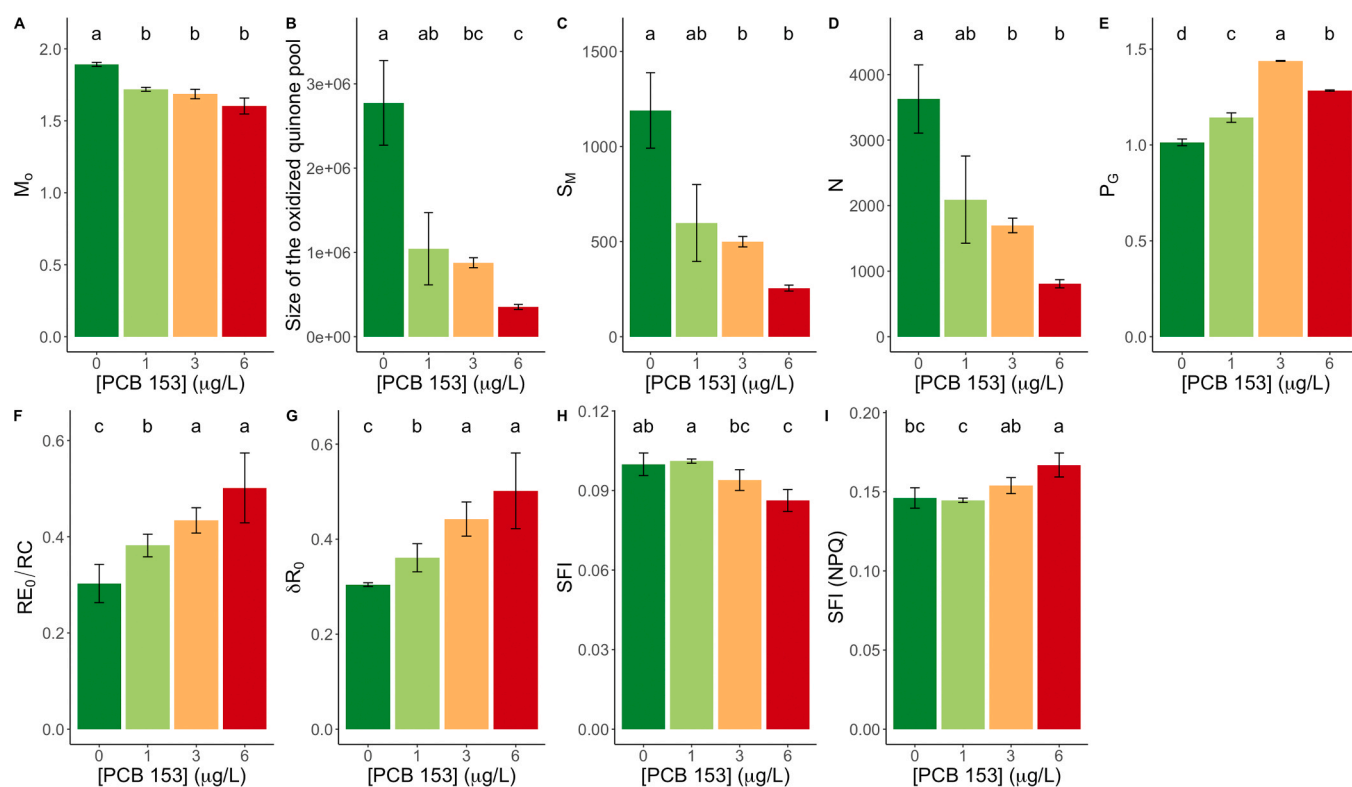 A
a b b b
M₀
2.0
1.5
1.0
0.5
0.0
0 1 3 6
[PCB 153] (μg/L)
B
a ab bc c
Size of the oxidized quinone pool
3e+06
2e+06
1e+06
0e+00
0 1 3 6
[PCB 153] (μg/L)
C
a ab b b
S_M
1500
1000
500
0
0 1 3 6
[PCB 153] (μg/L)
D
a ab b b
N
4000
3000
2000
1000
0
0 1 3 6
[PCB 153] (μg/L)
E
d c a b
P_G
1.5
1.0
0.5
0.0
0 1 3 6
[PCB 153] (μg/L)
F
c b a a
RE₀/RC
0.6
0.4
0.2
0.0
0 1 3 6
[PCB 153] (μg/L)
G
c b a a
δR₀
0.6
0.4
0.2
0.0
0 1 3 6
[PCB 153] (μg/L)
H
ab a bc c
SFI
0.12
0.09
0.06
0.03
0.00
0 1 3 6
[PCB 153] (μg/L)
I
bc c ab a
SFI (NPQ)
0.20
0.15
0.10
0.05
0.00
0 1 3 6
[PCB 153] (μg/L)